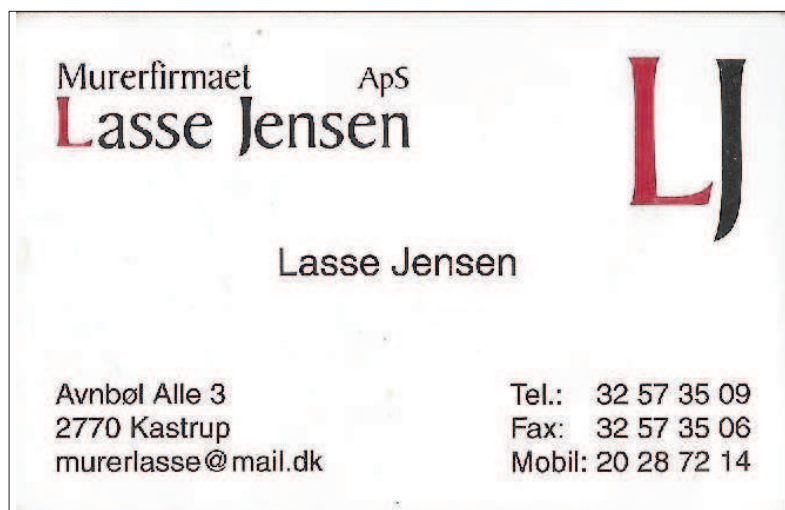 Murerfirmaet ApS
Lasse Jensen
LJ
Lasse Jensen
Avnbøl Alle 3
2770 Kastrup
murerlasse@mail.dk
Tel.: 32 57 35 09
Fax: 32 57 35 06
Mobil: 20 28 72 14